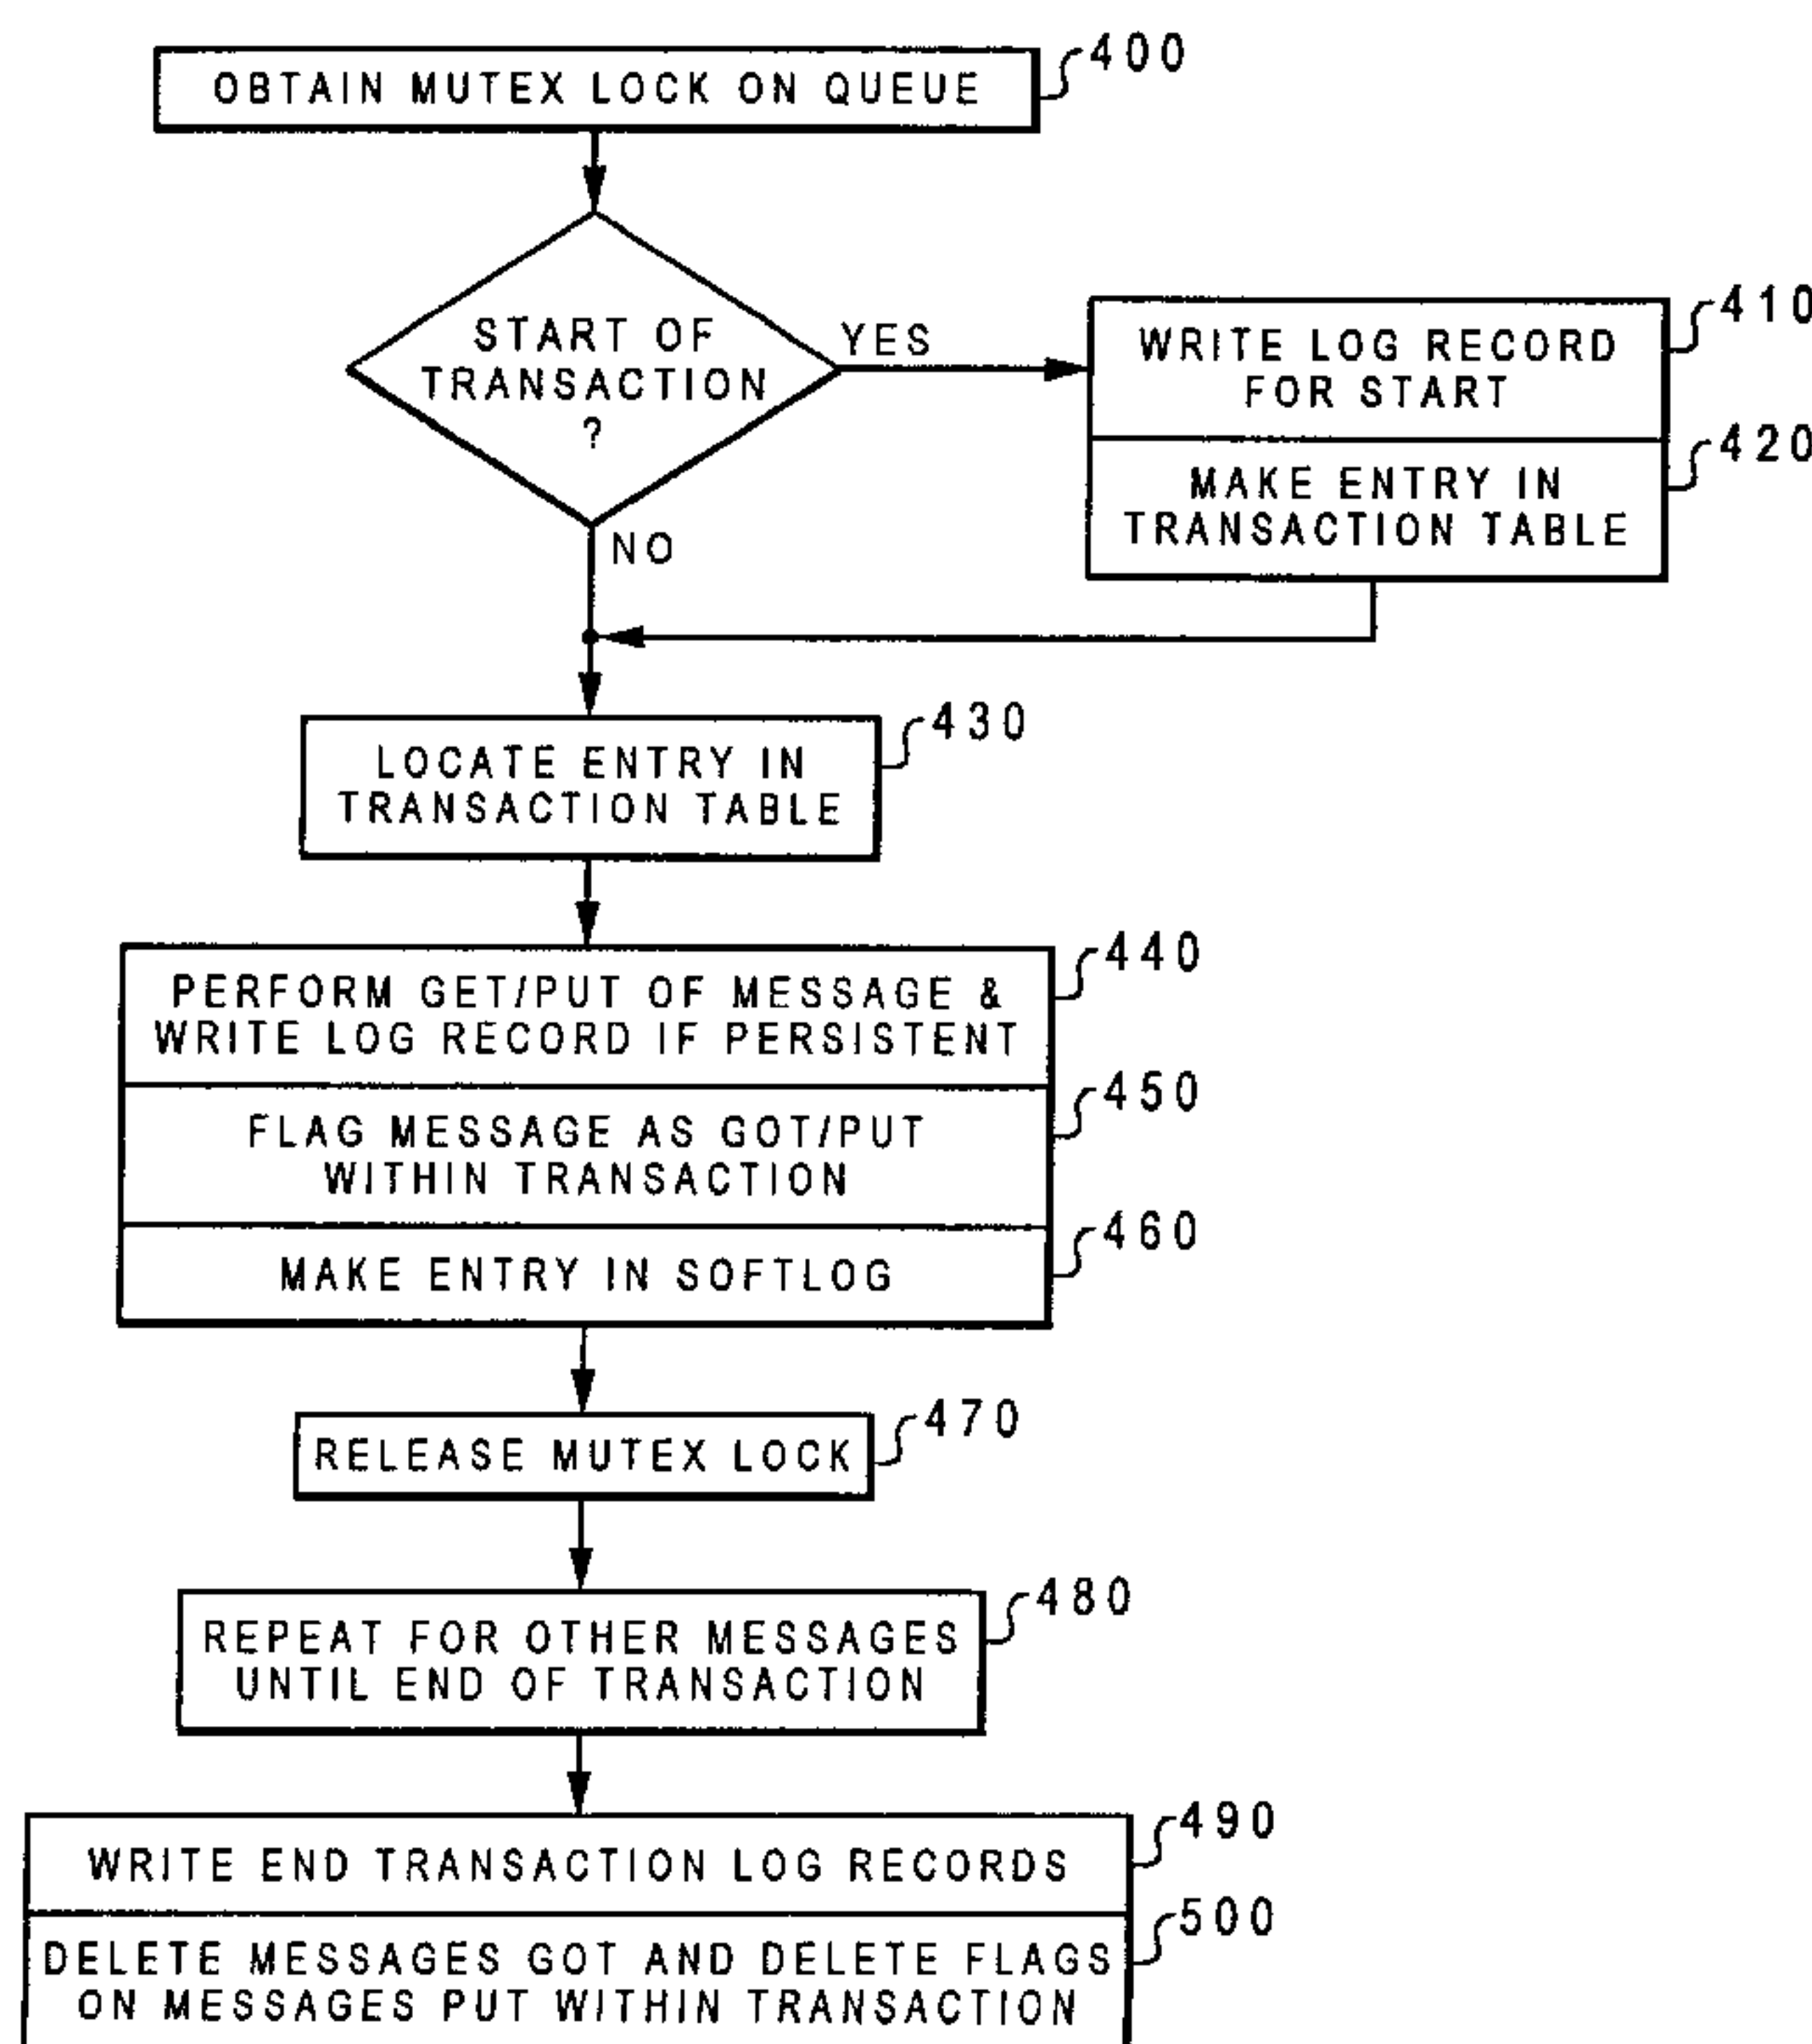 OBTAIN MUTEX LOCK ON QUEUE
400
START OF
TRANSACTION
?
YES
WRITE LOG RECORD
FOR START
410
MAKE ENTRY IN
TRANSACTION TABLE
420
NO
LOCATE ENTRY IN
TRANSACTION TABLE
430
PERFORM GET/PUT OF MESSAGE &
WRITE LOG RECORD IF PERSISTENT
440
FLAG MESSAGE AS GOT/PUT
WITHIN TRANSACTION
450
MAKE ENTRY IN SOFTLOG
460
RELEASE MUTEX LOCK
470
REPEAT FOR OTHER MESSAGES
UNTIL END OF TRANSACTION
480
WRITE END TRANSACTION LOG RECORDS
490
DELETE MESSAGES GOT AND DELETE FLAGS
ON MESSAGES PUT WITHIN TRANSACTION
500